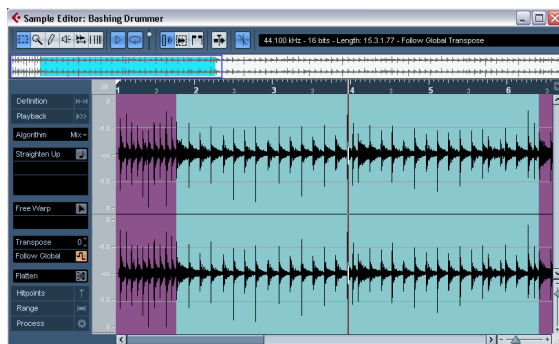 Sample Editor: Bashing Drummer
44.100 kHz - 16 bits - Length: 15.3.1.77 - Follow Global Transpose
Definition
Playback
Algorithm Mix
Straighten Up
Free Warp
Transpose 0
Follow Global
Flatten
Hitpoints
Range
Process
dB 1 3 2 3 3 3 4 3 5 3 6 3